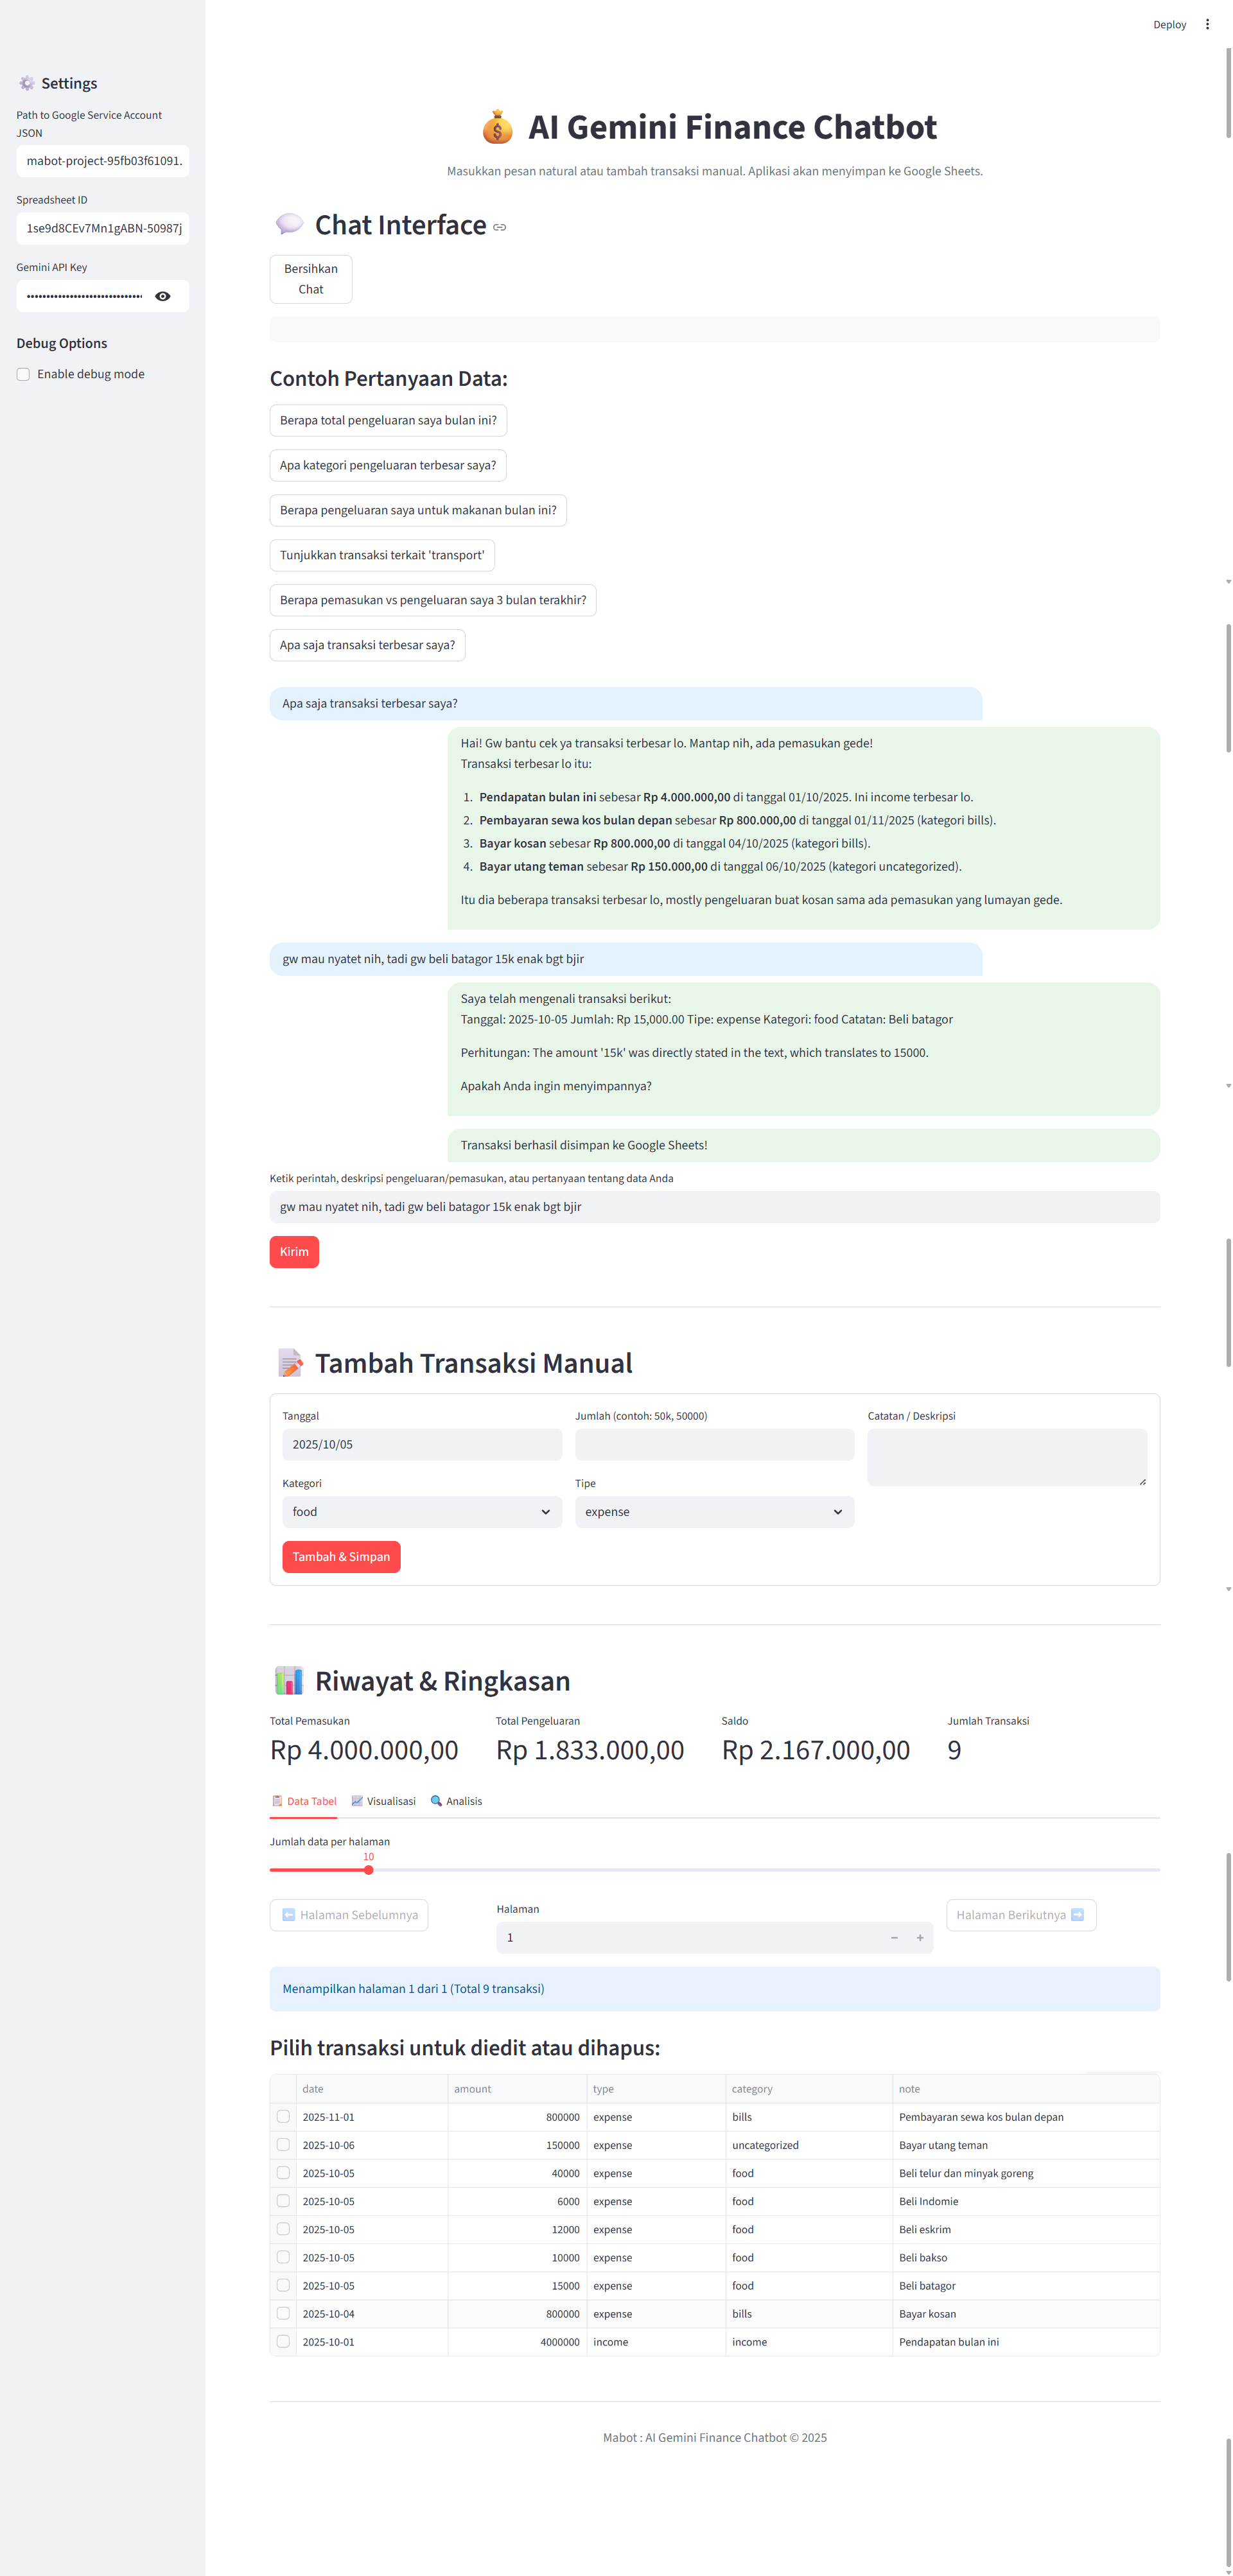 Deploy
Settings
Path to Google Service Account
JSON
mabot-project-95fb03f61091.
Spreadsheet ID
1se9d8CEv7Mn1gABN-50987j
Gemini API Key
Debug Options
Enable debug mode
AI Gemini Finance Chatbot
Masukkan pesan natural atau tambah transaksi manual. Aplikasi akan menyimpan ke Google Sheets.
Chat Interface
Bersihkan
Chat
Contoh Pertanyaan Data:
Berapa total pengeluaran saya bulan ini?
Apa kategori pengeluaran terbesar saya?
Berapa pengeluaran saya untuk makanan bulan ini?
Tunjukkan transaksi terkait 'transport'
Berapa pemasukan vs pengeluaran saya 3 bulan terakhir?
Apa saja transaksi terbesar saya?
Apa saja transaksi terbesar saya?
Hai! Gw bantu cek ya transaksi terbesar lo. Mantap nih, ada pemasukan gede!
Transaksi terbesar lo itu:
1. Pendapatan bulan ini sebesar Rp 4.000.000,00 di tanggal 01/10/2025. Ini income terbesar lo.
2. Pembayaran sewa kos bulan depan sebesar Rp 800.000,00 di tanggal 01/11/2025 (kategori bills).
3. Bayar kosan sebesar Rp 800.000,00 di tanggal 04/10/2025 (kategori bills).
4. Bayar utang teman sebesar Rp 150.000,00 di tanggal 06/10/2025 (kategori uncategorized).
Itu dia beberapa transaksi terbesar lo, mostly pengeluaran buat kosan sama ada pemasukan yang lumayan gede.
gw mau nyatet nih, tadi gw beli batagor 15k enak bgt bjir
Saya telah mengenali transaksi berikut:
Tanggal: 2025-10-05 Jumlah: Rp 15,000.00 Tipe: expense Kategori: food Catatan: Beli batagor
Perhitungan: The amount '15k' was directly stated in the text, which translates to 15000.
Apakah Anda ingin menyimpannya?
Transaksi berhasil disimpan ke Google Sheets!
Ketik perintah, deskripsi pengeluaran/pemasukan, atau pertanyaan tentang data Anda
gw mau nyatet nih, tadi gw beli batagor 15k enak bgt bjir
Kirim
Tambah Transaksi Manual
Tanggal Jumlah (contoh: 50k, 50000) Catatan / Deskripsi
2025/10/05
Kategori Tipe
food expense
Tambah & Simpan
Riwayat & Ringkasan
Total Pemasukan Total Pengeluaran Saldo Jumlah Transaksi
Rp 4.000.000,00 Rp 1.833.000,00 Rp 2.167.000,00 9
Data Tabel Visualisasi Analisis
Jumlah data per halaman
10
Halaman Sebelumnya Halaman Halaman Berikutnya
1
Menampilkan halaman 1 dari 1 (Total 9 transaksi)
Pilih transaksi untuk diedit atau dihapus:
date amount type category note
2025-11-01 800000 expense bills Pembayaran sewa kos bulan depan
2025-10-06 150000 expense uncategorized Bayar utang teman
2025-10-05 40000 expense food Beli telur dan minyak goreng
2025-10-05 6000 expense food Beli Indomie
2025-10-05 12000 expense food Beli eskrim
2025-10-05 10000 expense food Beli bakso
2025-10-05 15000 expense food Beli batagor
2025-10-04 800000 expense bills Bayar kosan
2025-10-01 4000000 income income Pendapatan bulan ini
Mabot : AI Gemini Finance Chatbot © 2025